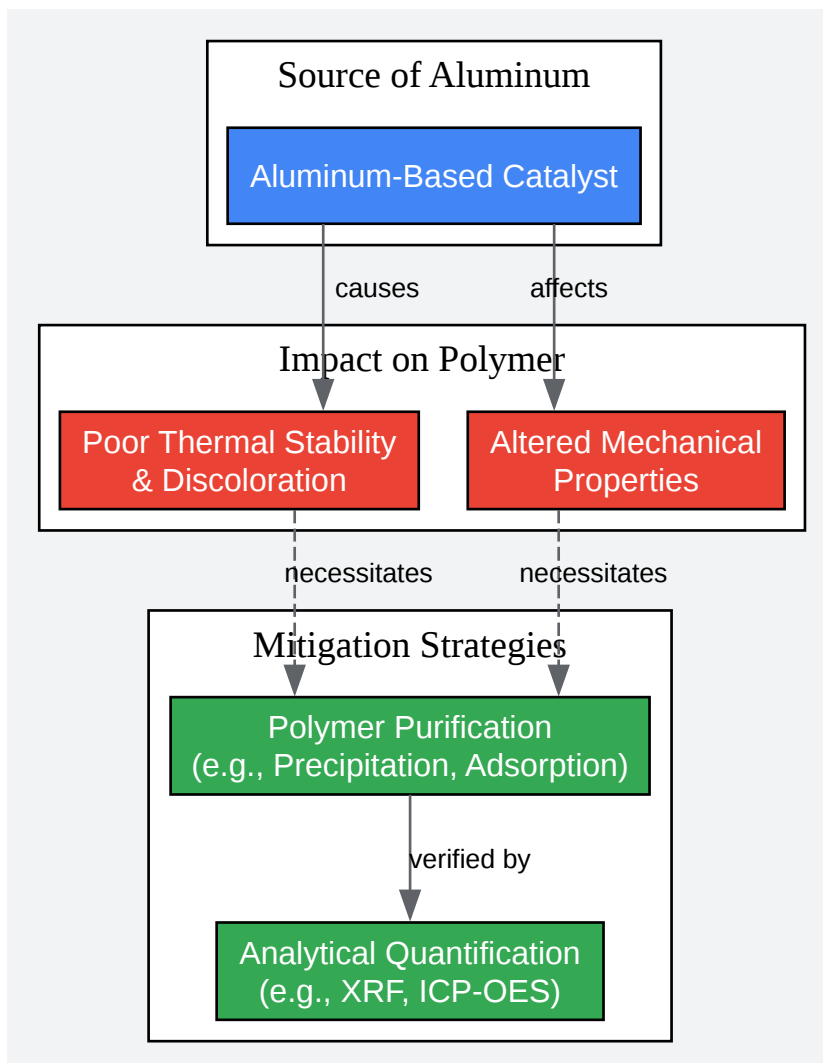 Source of Aluminum
Aluminum-Based Catalyst
causes
affects
Impact on Polymer
Poor Thermal Stability
& Discoloration
Altered Mechanical
Properties
necessitates
necessitates
Mitigation Strategies
Polymer Purification
(e.g., Precipitation, Adsorption)
verified by
Analytical Quantification
(e.g., XRF, ICP-OES)